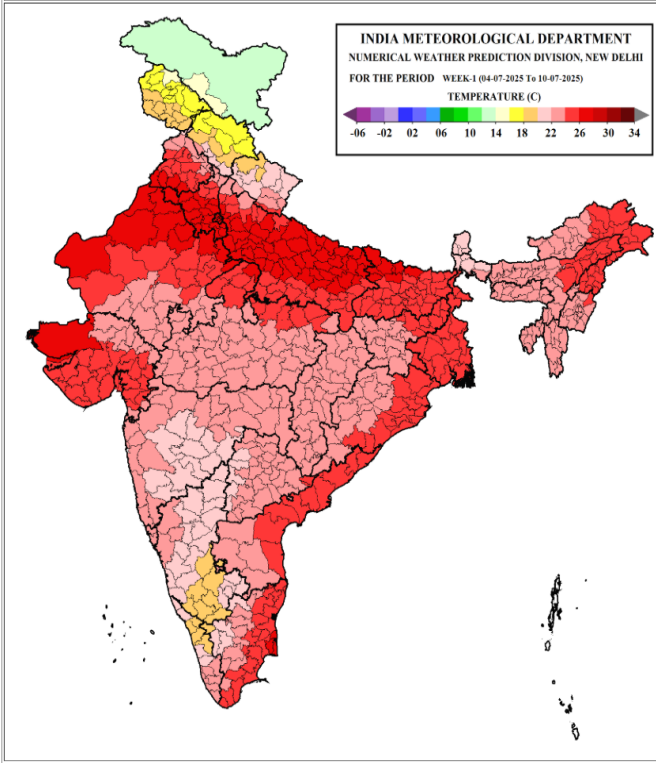 INDIA METEOROLOGICAL DEPARTMENT
NUMERICAL WEATHER PREDICTION DIVISION, NEW DELHI
FOR THE PERIOD WEEK-1 (04-07-2025 To 10-07-2025)
TEMPERATURE (C)
-06 -02 02 06 10 14 18 22 26 30 34